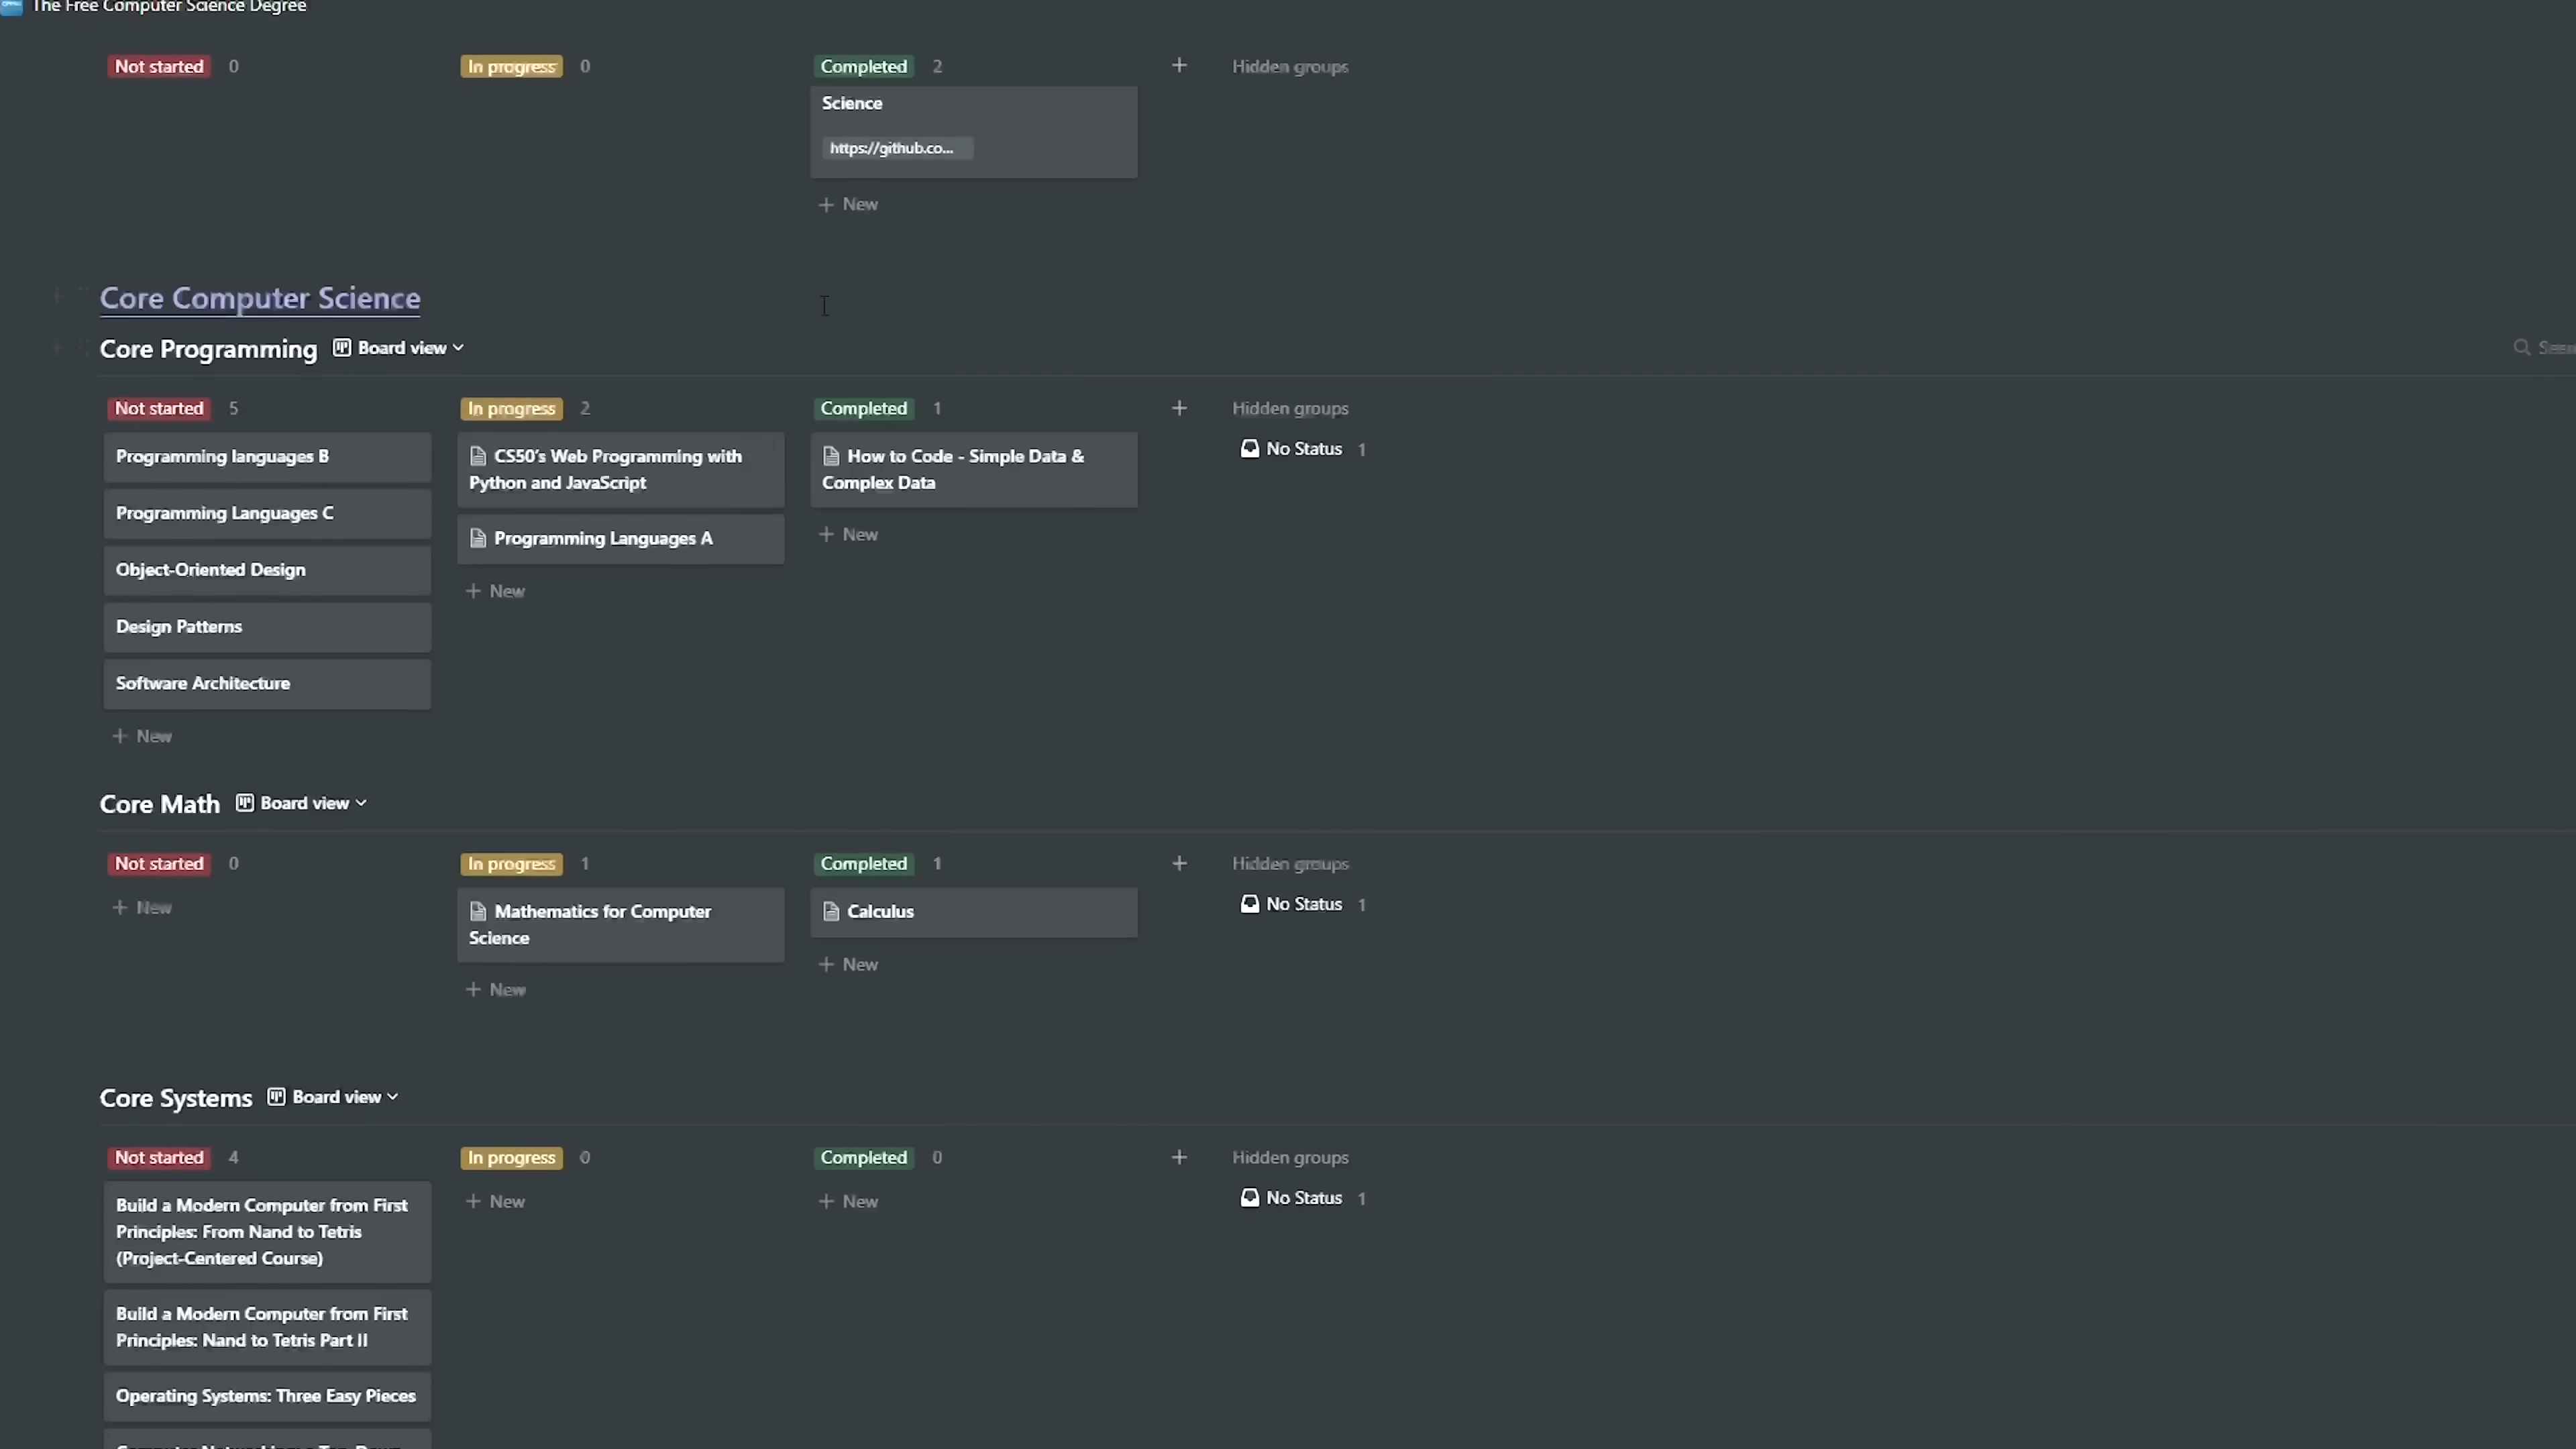 The Free Computer Science Degree
Not started 0
In progress 0
Completed 2
Hidden groups
Science
https://github.co...
New
Core Computer Science
Core Programming Board view
Not started 5
In progress 2
Completed 1
Hidden groups
Programming languages B
Programming Languages C
Object-Oriented Design
Design Patterns
Software Architecture
New
CS50's Web Programming with
Python and JavaScript
Programming Languages A
New
How to Code - Simple Data &
Complex Data
New
No Status 1
Core Math Board view
Not started 0
In progress 1
Completed 1
Hidden groups
New
Mathematics for Computer
Science
New
Calculus
New
No Status 1
Core Systems Board view
Not started 4
In progress 0
Completed 0
Hidden groups
Build a Modern Computer from First
Principles: From Nand to Tetris
(Project-Centered Course)
Build a Modern Computer from First
Principles: Nand to Tetris Part II
Operating Systems: Three Easy Pieces
New
New
No Status 1